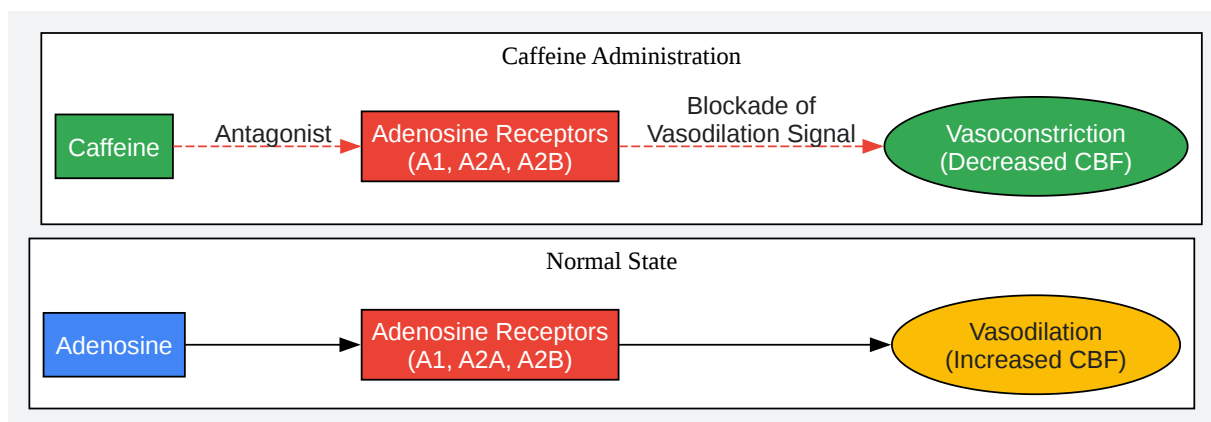 Caffeine Administration
Caffeine
Antagonist
Adenosine Receptors
(A1, A2A, A2B)
Blockade of
Vasodilation Signal
Vasoconstriction
(Decreased CBF)
Normal State
Adenosine
Adenosine Receptors
(A1, A2A, A2B)
Vasodilation
(Increased CBF)